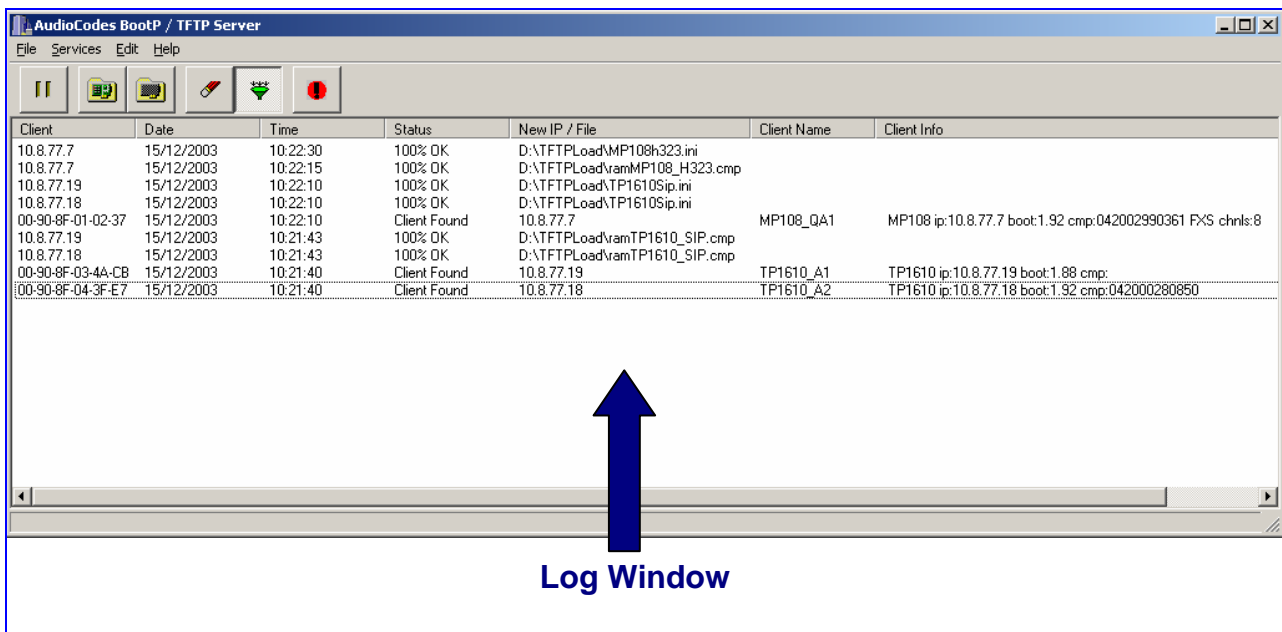 AudioCodes BootP / TFTP Server
File Services Edit Help
Client Date Time Status New IP / File Client Name Client Info
10.8.77.7 15/12/2003 10:22:30 100% OK D:\TFTPLoad\MP108h323.ini
10.8.77.7 15/12/2003 10:22:15 100% OK D:\TFTPLoad\ramMP108_H323.cmp
10.8.77.19 15/12/2003 10:22:10 100% OK D:\TFTPLoad\TP1610Sip.ini
10.8.77.18 15/12/2003 10:22:10 100% OK D:\TFTPLoad\TP1610Sip.ini
00-90-8F-01-02-37 15/12/2003 10:22:10 Client Found 10.8.77.7 MP108_QA1 MP108 ip:10.8.77.7 boot:1.92 cmp:042002990361 FXS chnls:8
10.8.77.19 15/12/2003 10:21:43 100% OK D:\TFTPLoad\ramTP1610_SIP.cmp
10.8.77.18 15/12/2003 10:21:43 100% OK D:\TFTPLoad\ramTP1610_SIP.cmp
00-90-8F-03-4A-CB 15/12/2003 10:21:40 Client Found 10.8.77.19 TP1610_A1 TP1610 ip:10.8.77.19 boot:1.88 cmp:
00-90-8F-04-3F-E7 15/12/2003 10:21:40 Client Found 10.8.77.18 TP1610_A2 TP1610 ip:10.8.77.18 boot:1.92 cmp:042000280850
Log Window